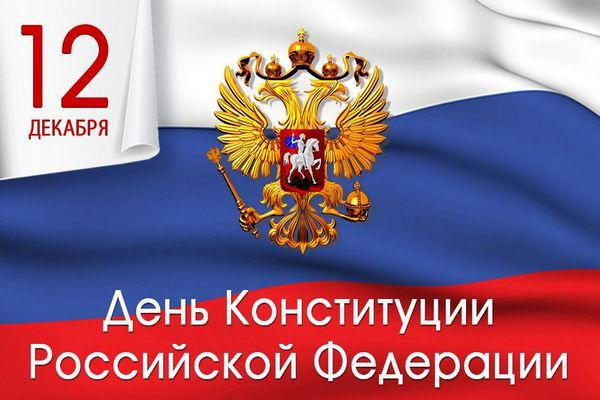 12
ДЕКАБРЯ
День Конституции
Российской Федерации